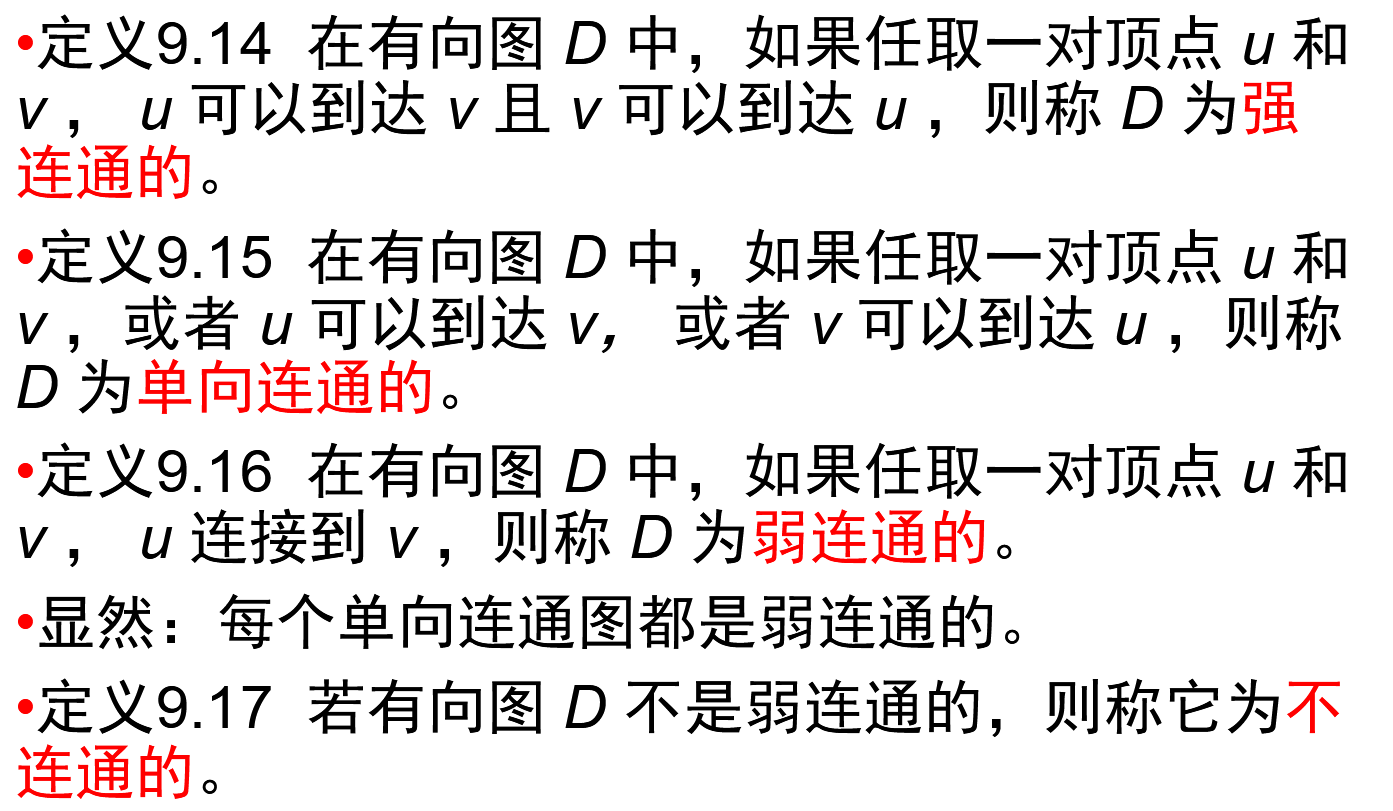 •定义9.14 在有向图 D 中，如果任取一对顶点 u 和
v ， u 可以到达 v 且 v 可以到达 u ，则称 D 为强
连通的。
•定义9.15 在有向图 D 中，如果任取一对顶点 u 和
v ，或者 u 可以到达 v， 或者 v 可以到达 u ，则称
D 为单向连通的。
•定义9.16 在有向图 D 中，如果任取一对顶点 u 和
v ， u 连接到 v ，则称 D 为弱连通的。
•显然：每个单向连通图都是弱连通的。
•定义9.17 若有向图 D 不是弱连通的，则称它为不
连通的。